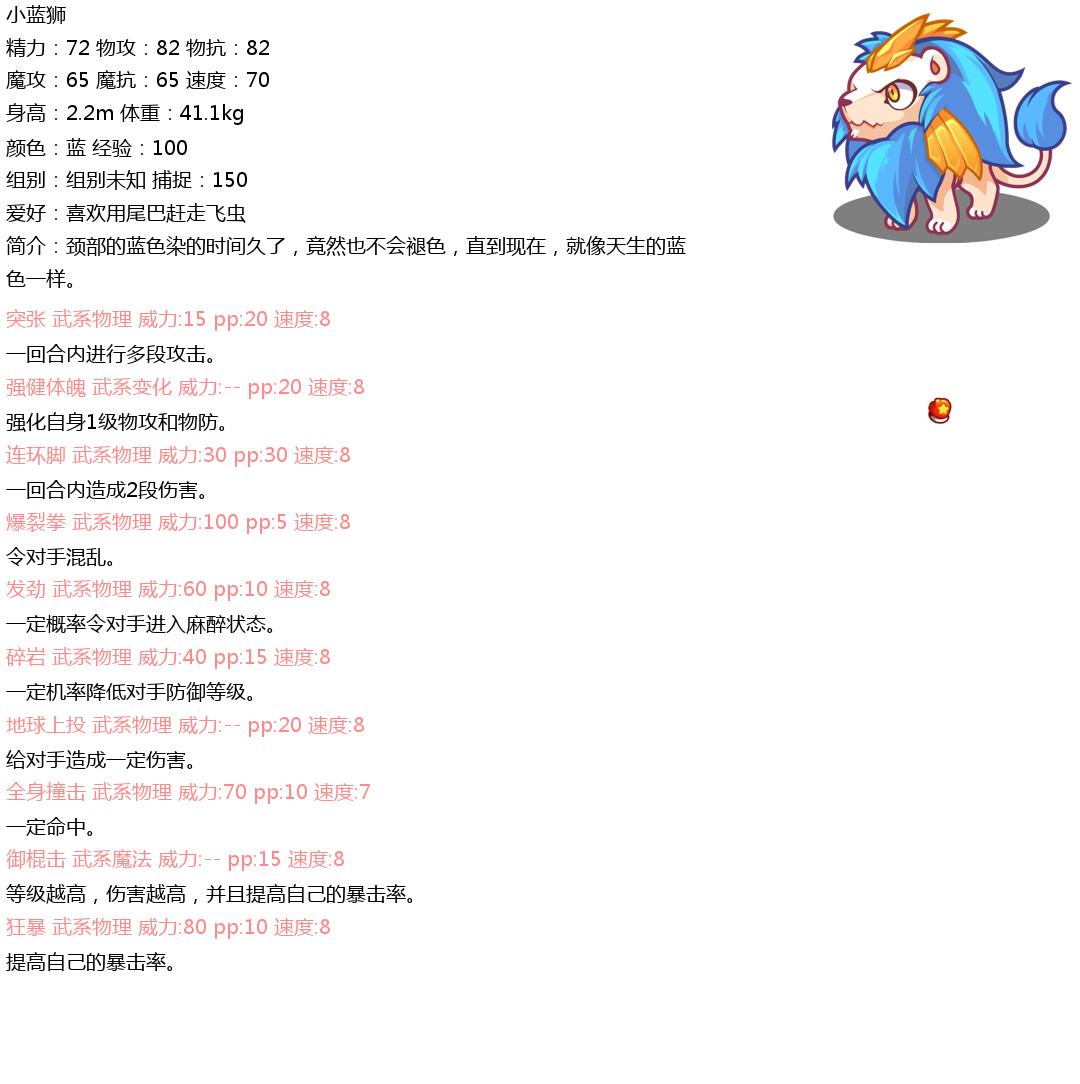 小蓝狮
精力：72 物攻：82 物抗：82
魔攻：65 魔抗：65 速度：70
身高：2.2m 体重：41.1kg
颜色：蓝 经验：100
组别：组别未知 捕捉：150
爱好：喜欢用尾巴赶走飞虫
简介：颈部的蓝色染的时间久了，竟然也不会褪色，直到现在，就像天生的蓝
色一样。
突张 武系物理 威力:15 pp:20 速度:8
一回合内进行多段攻击。
强健体魄 武系变化 威力:-- pp:20 速度:8
强化自身1级物攻和物防。
连环脚 武系物理 威力:30 pp:30 速度:8
一回合内造成2段伤害。
爆裂拳 武系物理 威力:100 pp:5 速度:8
令对手混乱。
发劲 武系物理 威力:60 pp:10 速度:8
一定概率令对手进入麻醉状态。
碎岩 武系物理 威力:40 pp:15 速度:8
一定机率降低对手防御等级。
地球上投 武系物理 威力:-- pp:20 速度:8
给对手造成一定伤害。
全身撞击 武系物理 威力:70 pp:10 速度:7
一定命中。
御棍击 武系魔法 威力:-- pp:15 速度:8
等级越高，伤害越高，并且提高自己的暴击率。
狂暴 武系物理 威力:80 pp:10 速度:8
提高自己的暴击率。